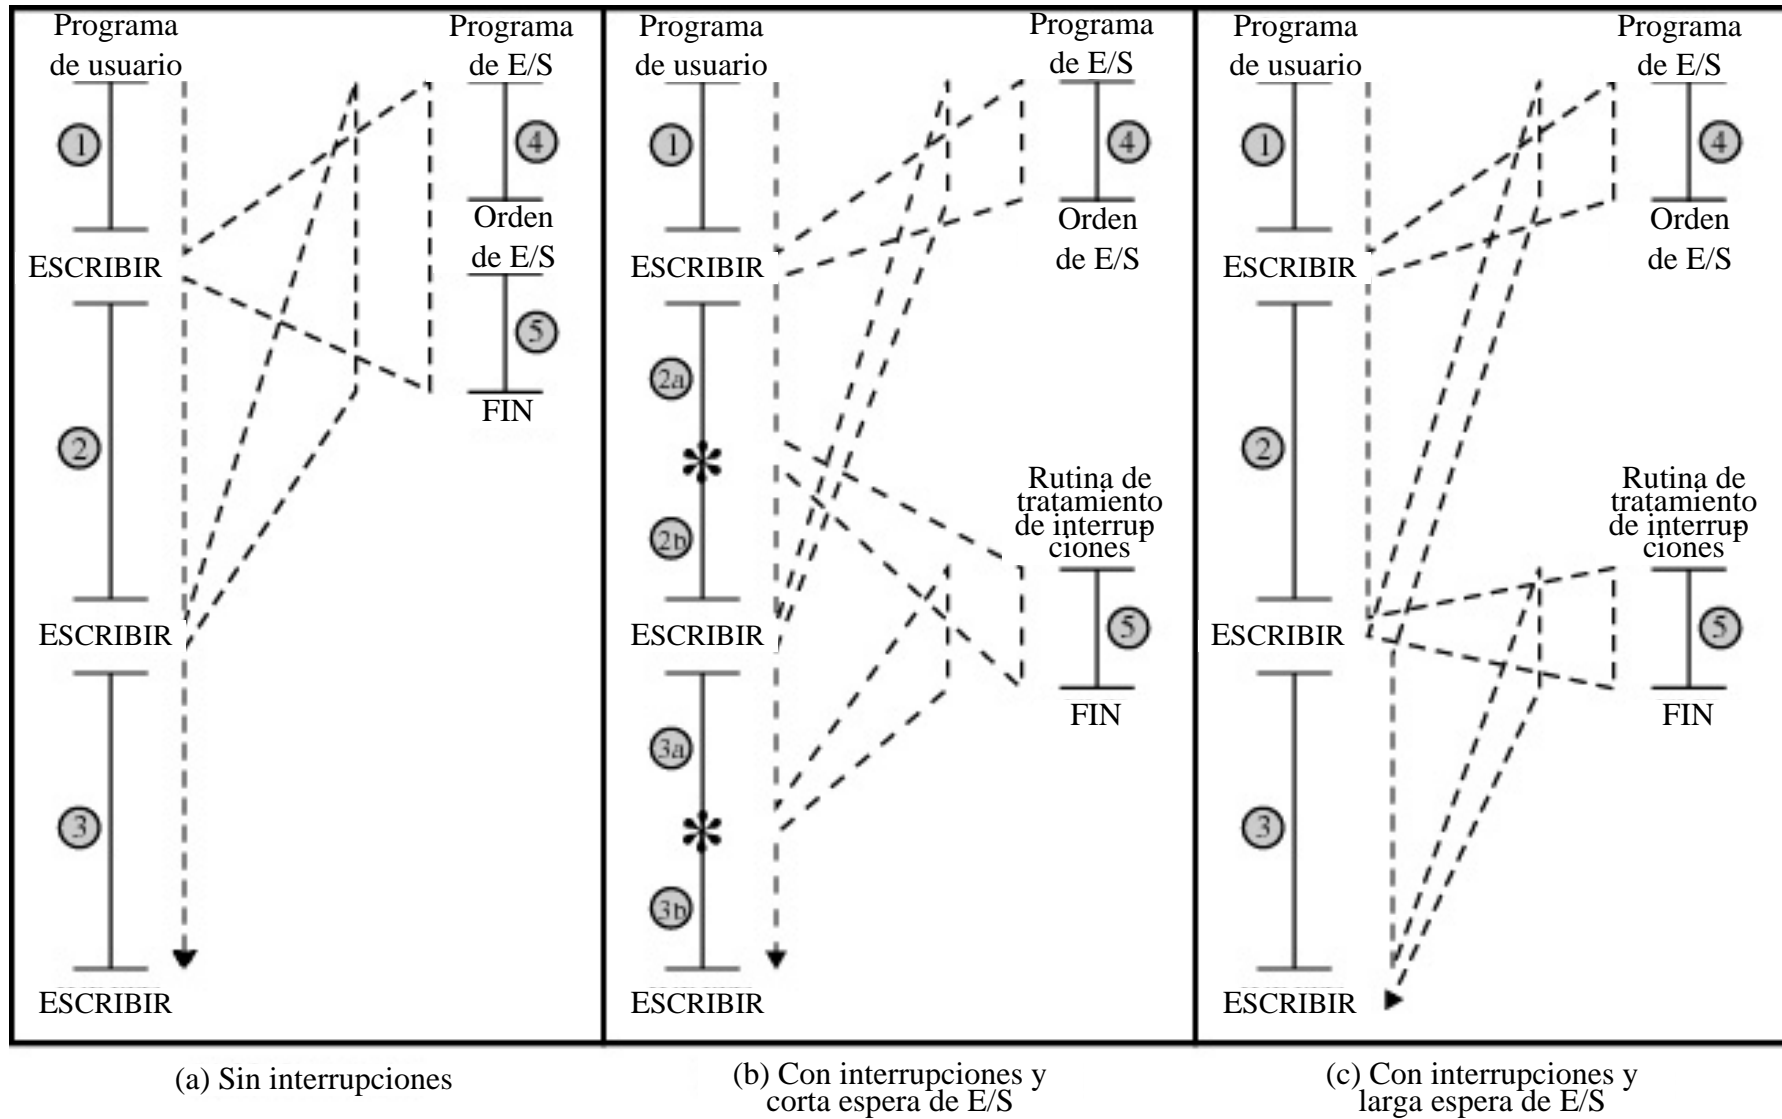 Programa
de usuario
Programa
de E/S
1
4
Orden
de E/S
ESCRIBIR
5
FIN
2
ESCRIBIR
3
ESCRIBIR
(a) Sin interrupciones
Programa
de usuario
Programa
de E/S
1
4
Orden
de E/S
ESCRIBIR
2a
*
2b
Rutina de
tratamiento
de interrup
ciones
ESCRIBIR
5
FIN
3a
*
3b
ESCRIBIR
(b) Con interrupciones y
corta espera de E/S
Programa
de usuario
Programa
de E/S
1
4
Orden
de E/S
ESCRIBIR
2
Rutina de
tratamiento
de interrup
ciones
ESCRIBIR
5
FIN
3
ESCRIBIR
(c) Con interrupciones y
larga espera de E/S